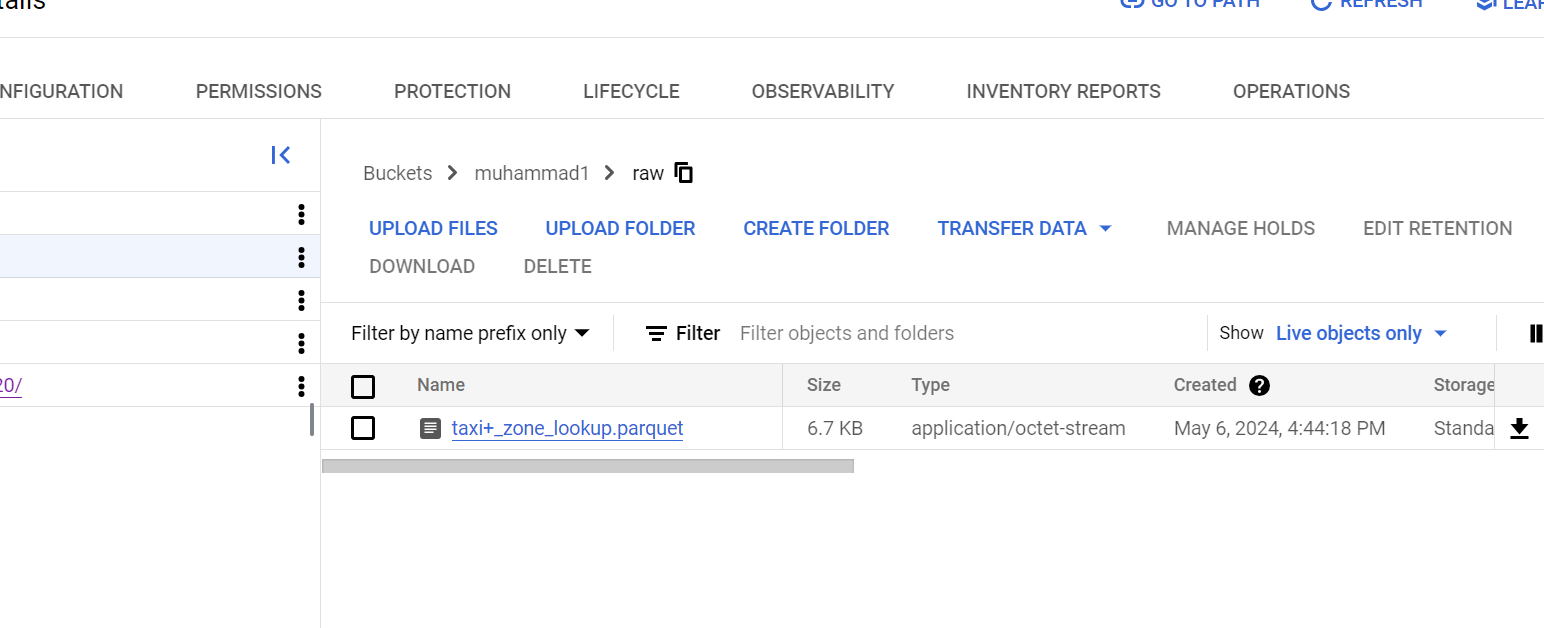 GO TO PATH REFRESH
NFIGURATION PERMISSIONS PROTECTION LIFECYCLE OBSERVABILITY INVENTORY REPORTS OPERATIONS
Buckets muhammad1 raw
UPLOAD FILES UPLOAD FOLDER CREATE FOLDER TRANSFER DATA MANAGE HOLDS EDIT RETENTION
DOWNLOAD DELETE
Filter by name prefix only Filter Filter objects and folders Show Live objects only
Name Size Type Created Storage
20/
taxi+_zone_lookup.parquet 6.7 KB application/octet-stream May 6, 2024, 4:44:18 PM Standa